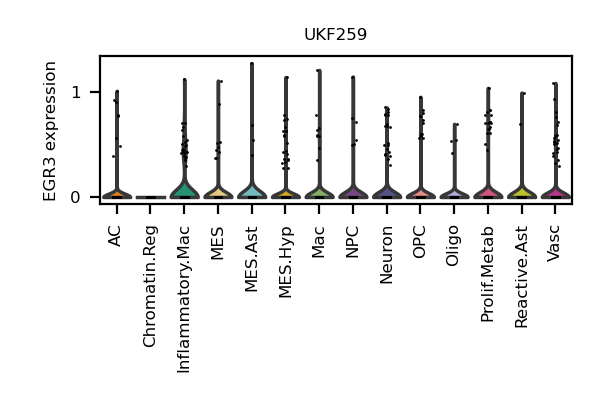 UKF259
EGR3 expression
1
0
AC
Chromatin.Reg
Inflammatory.Mac
MES
MES.Ast
MES.Hyp
Mac
NPC
Neuron
OPC
Oligo
Prolif.Metab
Reactive.Ast
Vasc